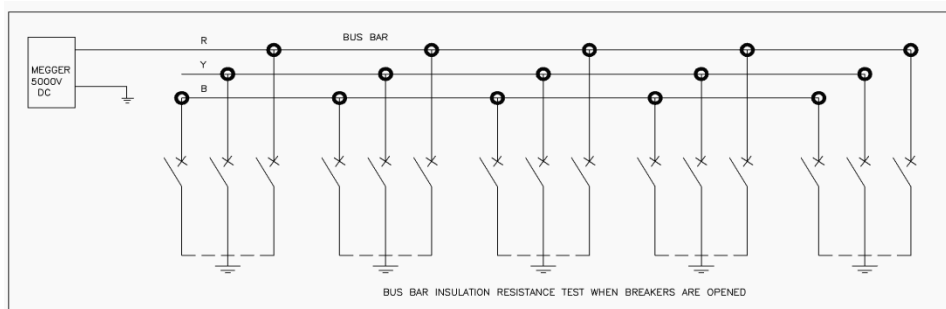 R
BUS BAR
MEGGER
5000V
DC
Y
B
BUS BAR INSULATION RESISTANCE TEST WHEN BREAKERS ARE OPENED